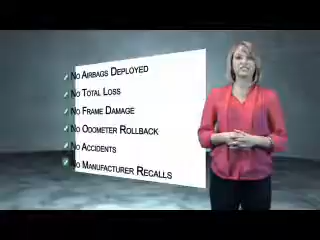 No Airbags Deployed
No Total Loss
No Frame Damage
No Odometer Rollback
No Accidents
No Manufacturer Recalls